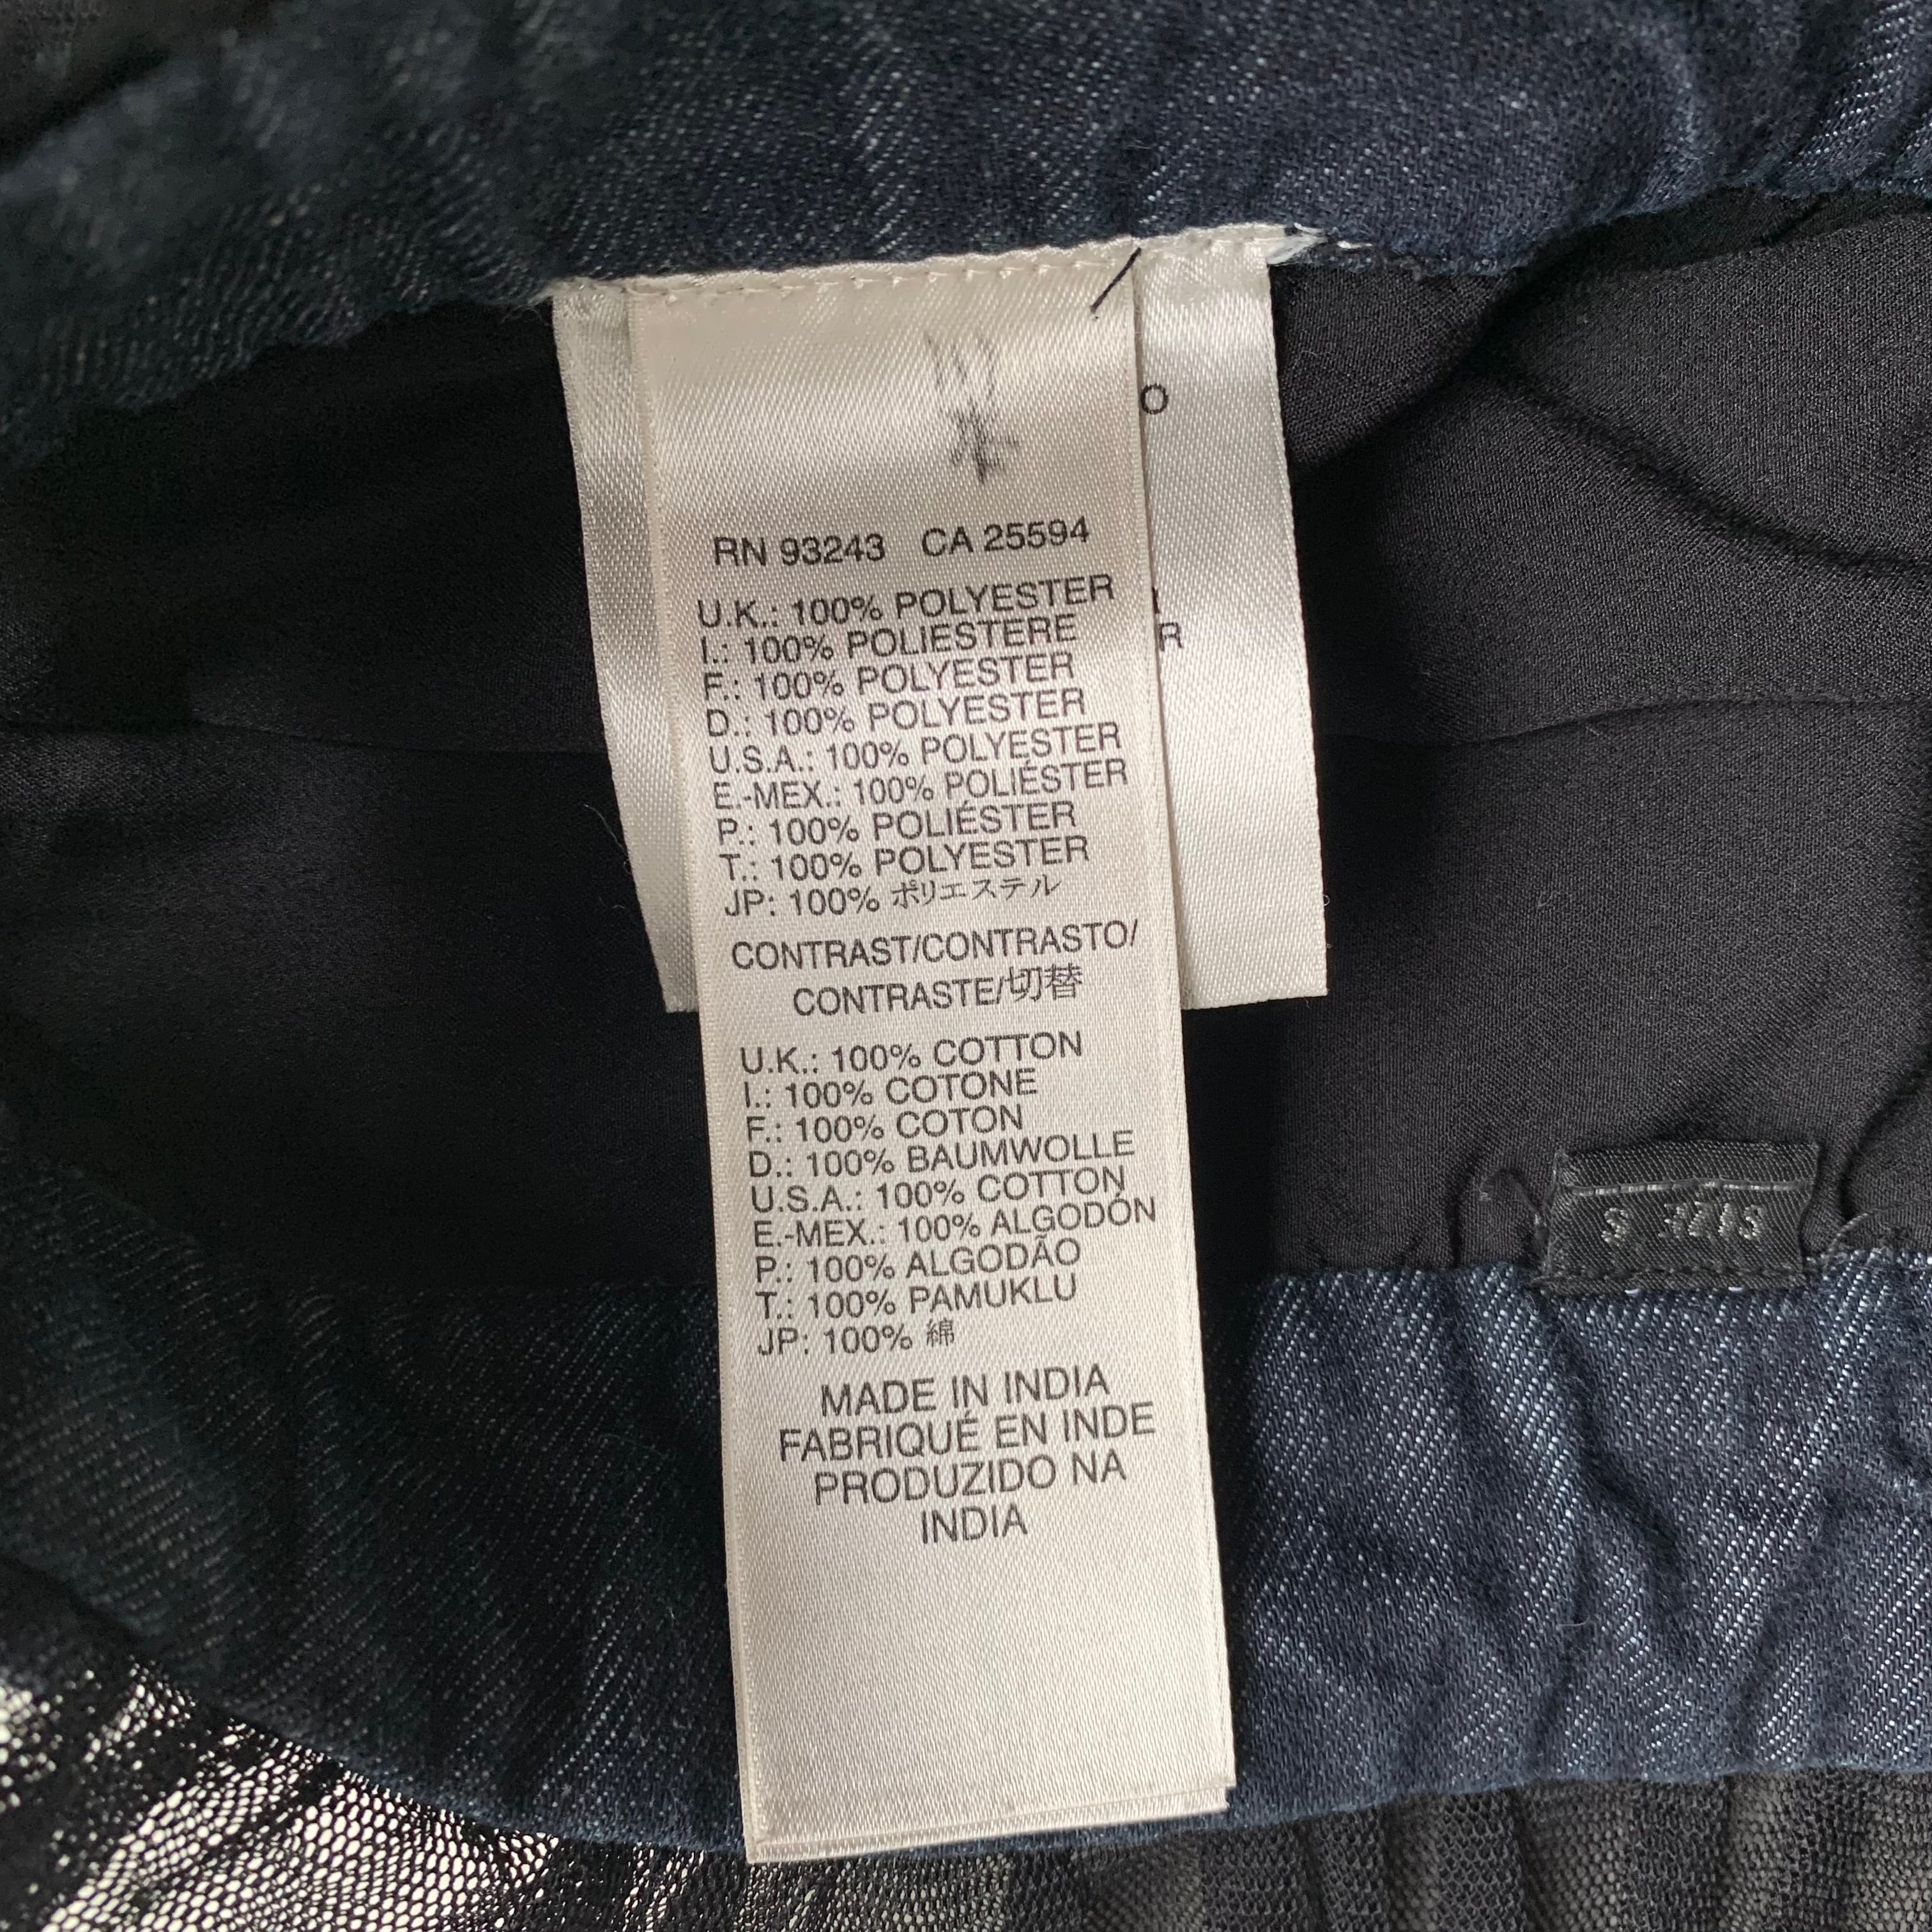 RN 93243 CA 25594
U.K.: 100% POLYESTER
I.: 100% POLIESTERE
F.: 100% POLYESTER
D.: 100% POLYESTER
U.S.A.: 100% POLYESTER
E.-MEX.: 100% POLIÉSTER
P.: 100% POLIÉSTER
T.: 100% POLYESTER
JP: 100% ポリエステル
CONTRAST/CONTRASTO/
CONTRASTE/切替
U.K.: 100% COTTON
I.: 100% COTONE
F.: 100% COTON
D.: 100% BAUMWOLLE
U.S.A.: 100% COTTON
E.-MEX.: 100% ALGODÓN
P.: 100% ALGODÃO
T.: 100% PAMUKLU
JP: 100% 綿
MADE IN INDIA
FABRIQUÉ EN INDE
PRODUZIDO NA
INDIA
O
R
SIZE S